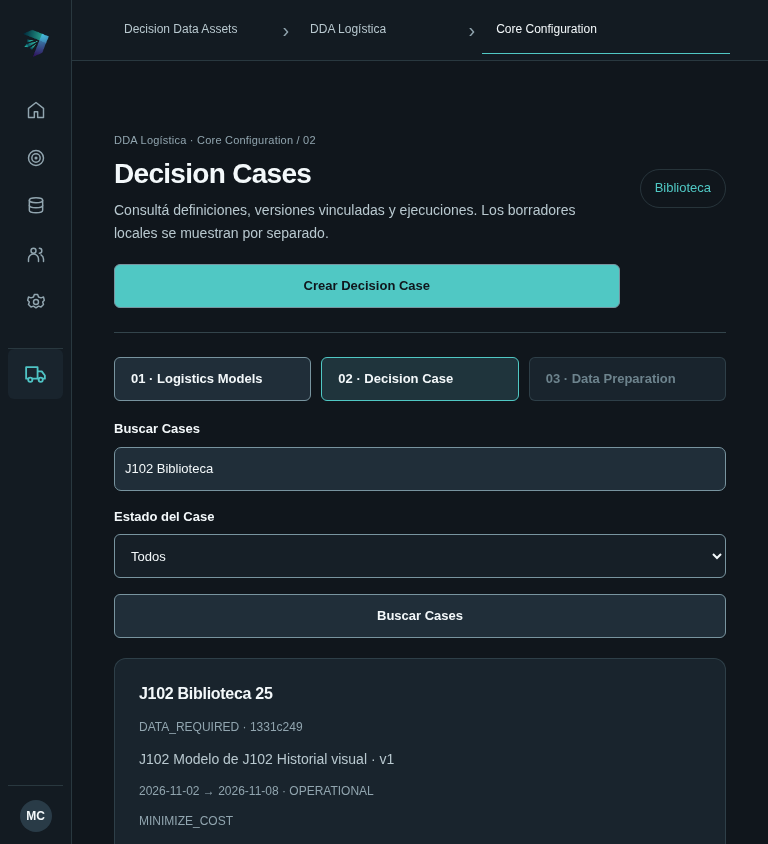 Decision Data Assets › DDA Logística › Core Configuration
DDA Logística · Core Configuration / 02
Decision Cases
Biblioteca
Consultá definiciones, versiones vinculadas y ejecuciones. Los borradores
locales se muestran por separado.
Crear Decision Case
01 · Logistics Models
02 · Decision Case
03 · Data Preparation
Buscar Cases
J102 Biblioteca
Estado del Case
Todos
Buscar Cases
J102 Biblioteca 25
DATA_REQUIRED · 1331c249
J102 Modelo de J102 Historial visual · v1
2026-11-02 → 2026-11-08 · OPERATIONAL
MINIMIZE_COST
MC